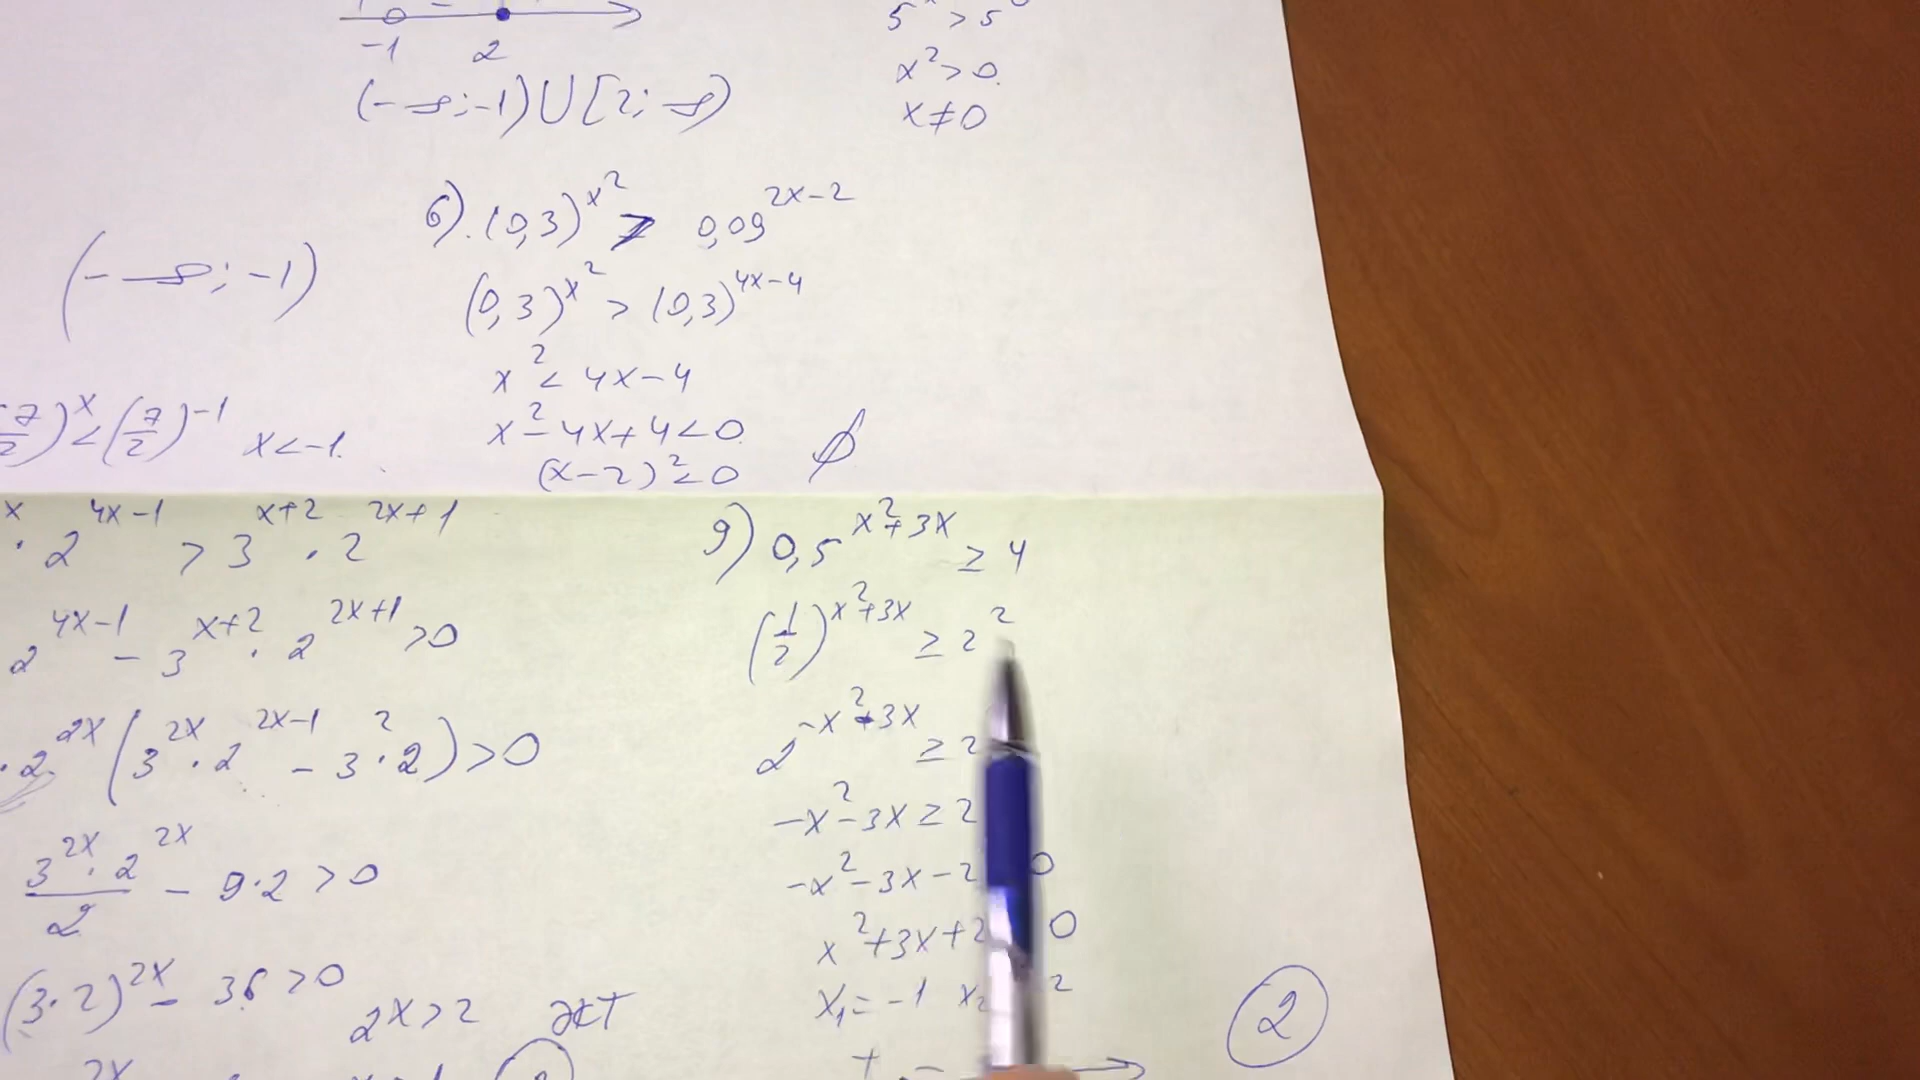 -1 2
(-∞; -1) ∪ [2; ∞)
x² > 0.
x ≠ 0
6). (0,3)^x² > 0,09^2x-2
(0,3)^x² > (0,3)^4x-4
x² < 4x-4
x²-4x+4 < 0
(x-2)² ≤ 0 ∅
(-∞; -1)
(7/2)^x < (7/2)^-1 x < -1.
· 2^4x-1 > 3^x+2 · 2^2x+1
2^4x-1 - 3^x+2 · 2^2x+1 > 0
· 2^2x (3^2x · 2^2x-1 - 3² · 2) > 0
3^2x · 2^2x / 2 - 9·2 > 0
(3·2)^2x - 36 > 0
2x > 2
9) 0,5^x²+3x ≥ 4
(1/2)^x²+3x ≥ 2²
2^-x²-3x ≥ 2
-x²-3x ≥ 2
-x²-3x-2 0
x²+3x+2 0
x₁ = -1 x₂ 2
+ -
2